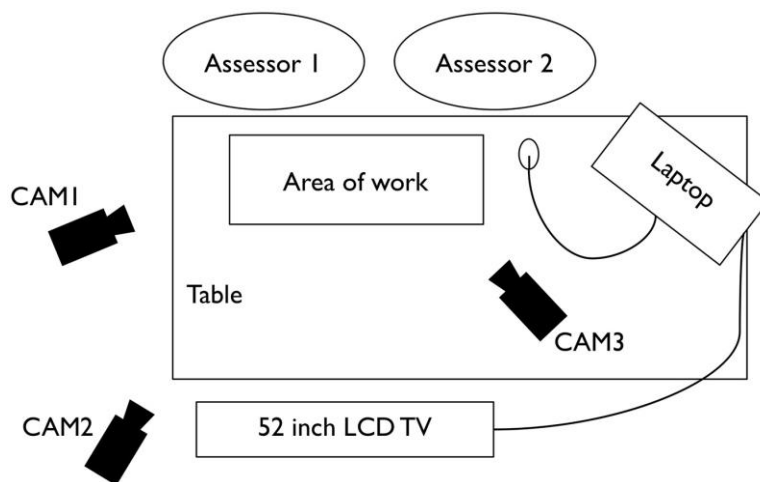 Assessor 1
Assessor 2
Laptop
Area of work
CAM1
Table
CAM3
CAM2
52 inch LCD TV